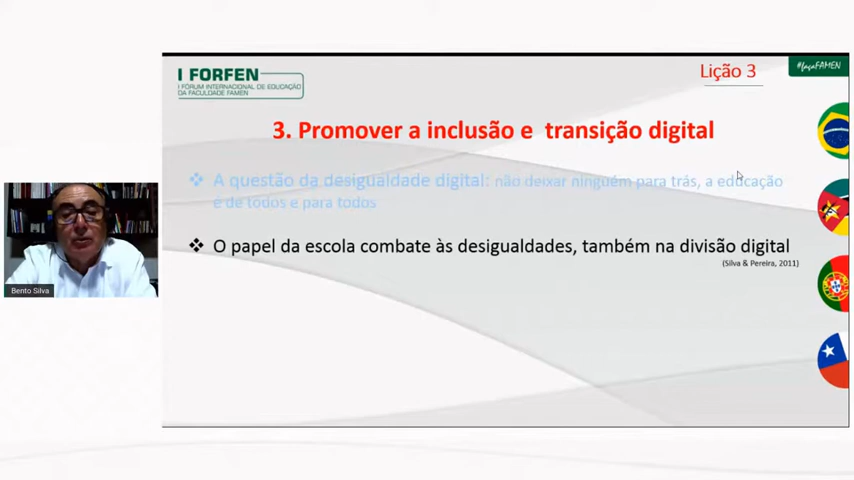 I FORFEN
I FÓRUM INTERNACIONAL DE EDUCAÇÃO
DA FACULDADE FAMEN
Lição 3
#façaFAMEN
3. Promover a inclusão e transição digital
A questão da desigualdade digital: não deixar ninguém para trás, a educação
é de todos e para todos
O papel da escola combate às desigualdades, também na divisão digital
(Silva & Pereira, 2011)
Bento Silva